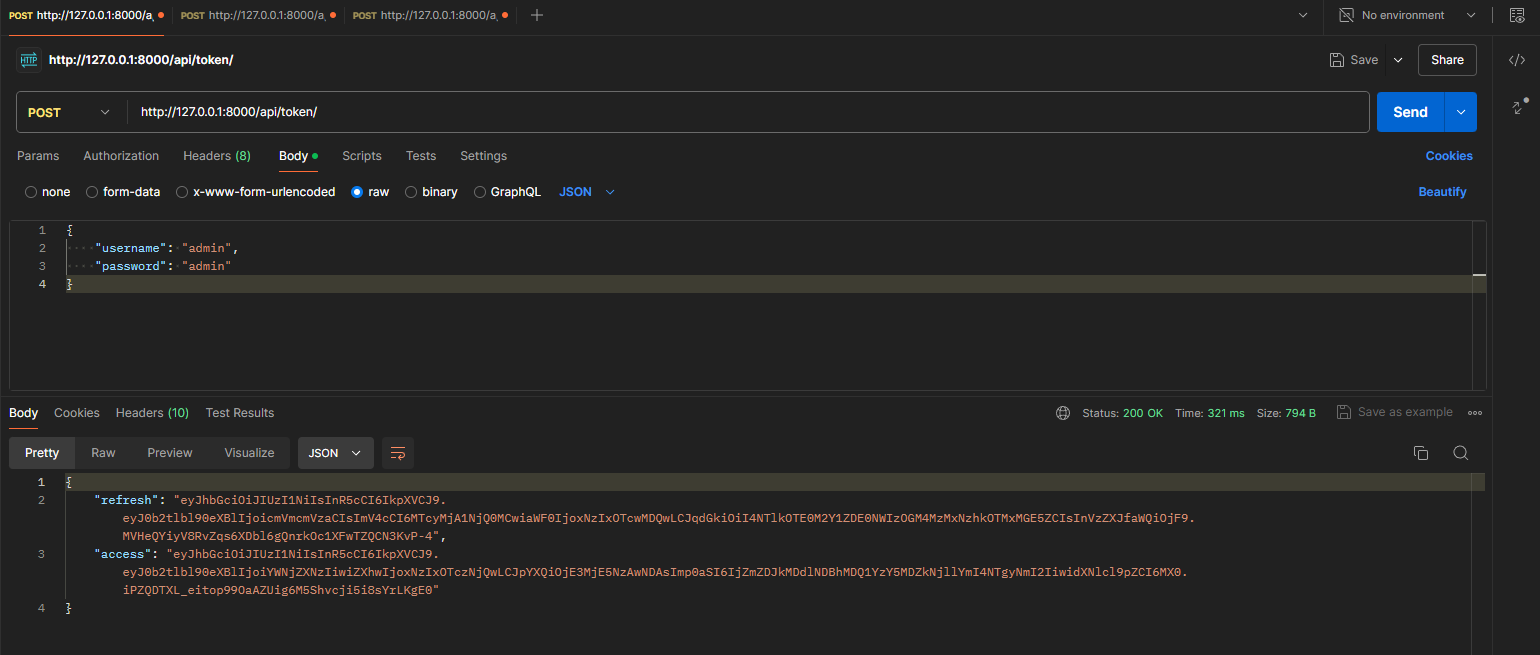 POST http://127.0.0.1:8000/a, POST http://127.0.0.1:8000/a, POST http://127.0.0.1:8000/a, No environment
HTTP http://127.0.0.1:8000/api/token/ Save Share
POST http://127.0.0.1:8000/api/token/ Send
Params Authorization Headers (8) Body Scripts Tests Settings Cookies
none form-data x-www-form-urlencoded raw binary GraphQL JSON Beautify
1 {
2 "username": "admin",
3 "password": "admin"
4 }
Body Cookies Headers (10) Test Results Status: 200 OK Time: 321 ms Size: 794 B Save as example
Pretty Raw Preview Visualize JSON
1 {
2 "refresh": "eyJhbGciOiJIUzI1NiIsInR5cCI6IkpXVCJ9.
eyJ0b2tlbl90eXBlIjoicmVmcmVzaCIsImV4cCI6MTcyMjA1NjQ0MCwiaWF0IjoxNzIxOTcwMDQwLCJqdGkiOiI4NTlkOTE0M2Y1ZDE0NWIzOGM4MzMxNzhkOTMxMGE5ZCIsInVzZXJfaWQiOjF9.
MVHeQYiyV8RvZqs6XDbl6gQnrkOc1XFwTZQCN3KvP-4",
3 "access": "eyJhbGciOiJIUzI1NiIsInR5cCI6IkpXVCJ9.
eyJ0b2tlbl90eXBlIjoiYWNjZXNzIiwiZXhwIjoxNzIxOTczNjQwLCJpYXQiOjE3MjE5NzAwNDAsImp0aSI6IjZmZDJkMDdlNDBhMDQ1YzY5MDZkNjllYmI4NTgyNmI2IiwidXNlcl9pZCI6MX0.
iPZQDTXL_eitop99OaAZUig6M5Shvcji5i8sYrLKgE0"
4 }